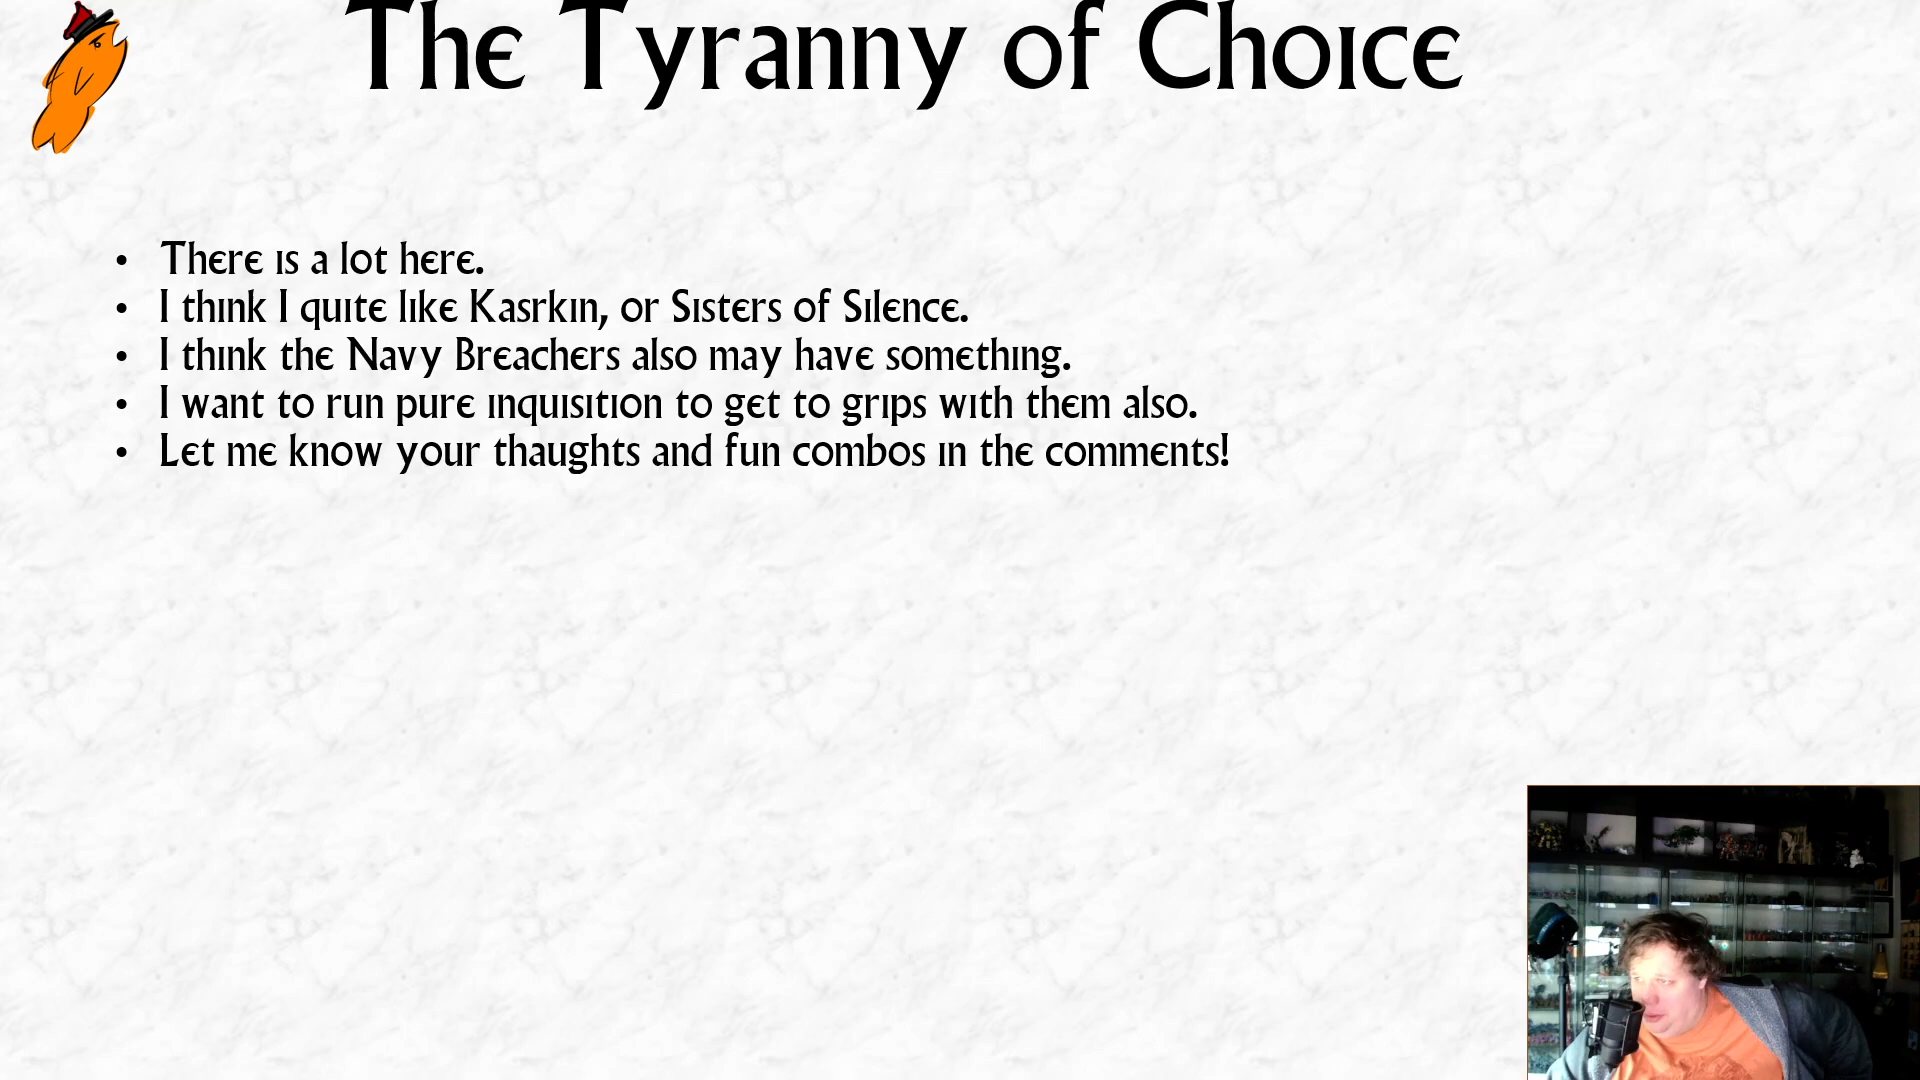 The Tyranny of Choice
• There is a lot here.
• I think I quite like Kasrkin, or Sisters of Silence.
• I think the Navy Breachers also may have something.
• I want to run pure inquisition to get to grips with them also.
• Let me know your thaughts and fun combos in the comments!